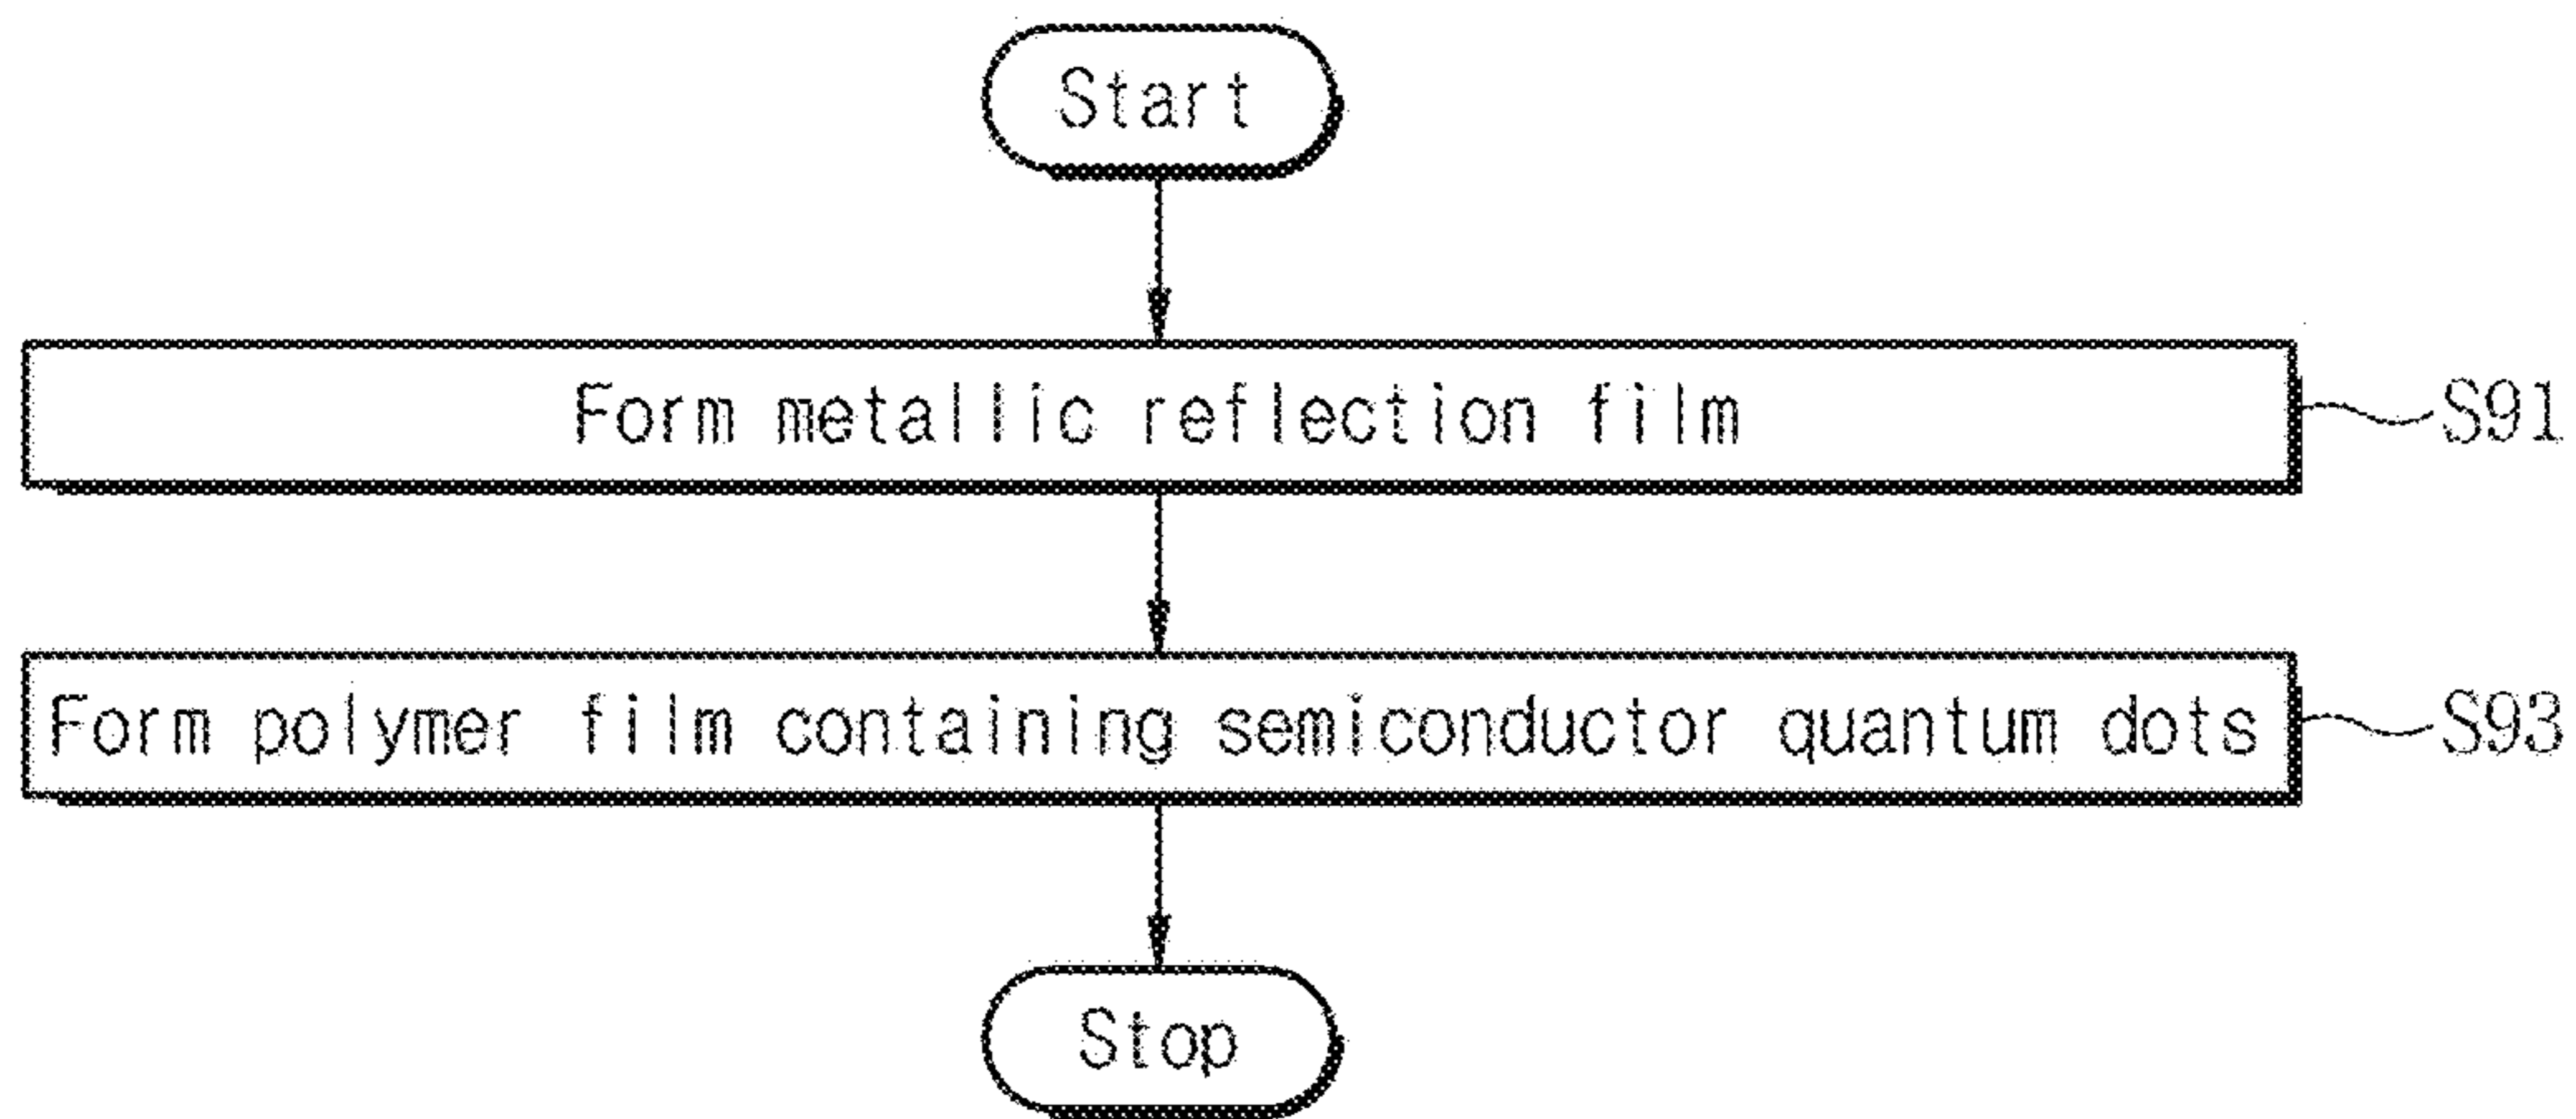 Start
Form metallic reflection film
S91
Form polymer film containing semiconductor quantum dots
S93
Stop